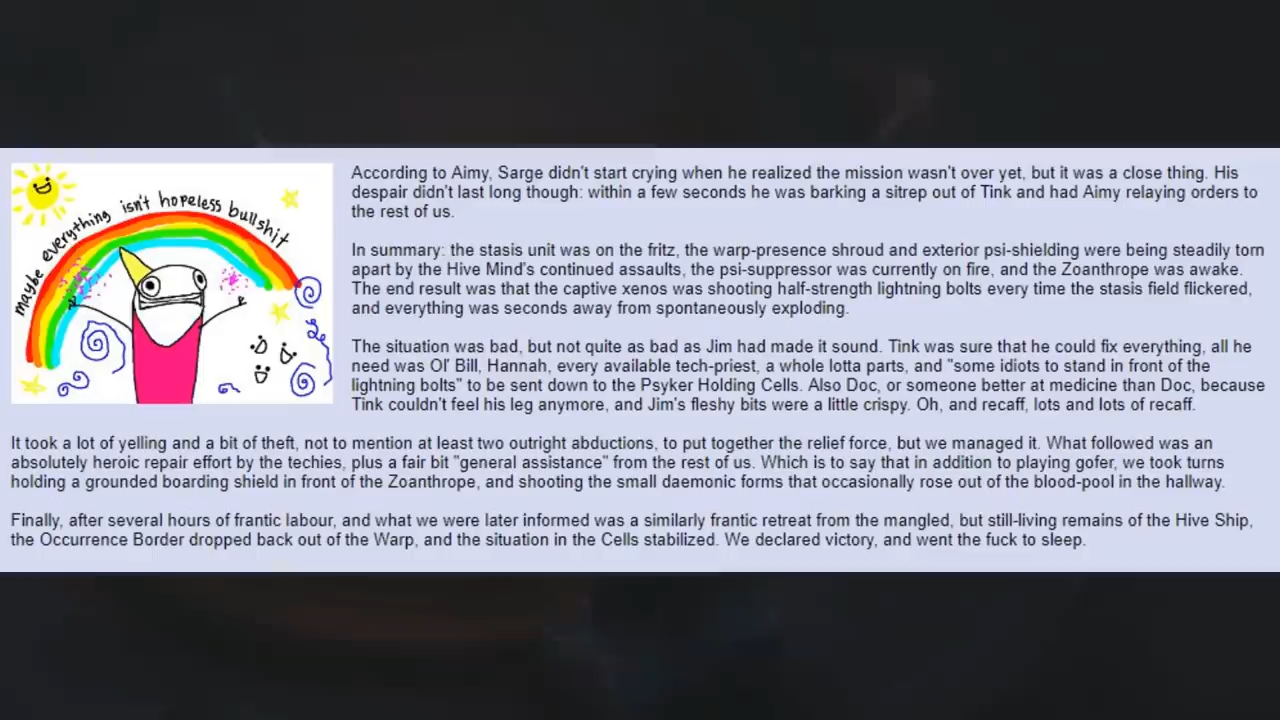 maybe everything isn't hopeless bullshit
According to Aimy, Sarge didn't start crying when he realized the mission wasn't over yet, but it was a close thing. His
despair didn't last long though: within a few seconds he was barking a sitrep out of Tink and had Aimy relaying orders to
the rest of us.
In summary: the stasis unit was on the fritz, the warp-presence shroud and exterior psi-shielding were being steadily torn
apart by the Hive Mind's continued assaults, the psi-suppressor was currently on fire, and the Zoanthrope was awake.
The end result was that the captive xenos was shooting half-strength lightning bolts every time the stasis field flickered,
and everything was seconds away from spontaneously exploding.
The situation was bad, but not quite as bad as Jim had made it sound. Tink was sure that he could fix everything, all he
need was Ol' Bill, Hannah, every available tech-priest, a whole lotta parts, and "some idiots to stand in front of the
lightning bolts" to be sent down to the Psyker Holding Cells. Also Doc, or someone better at medicine than Doc, because
Tink couldn't feel his leg anymore, and Jim's fleshy bits were a little crispy. Oh, and recaff, lots and lots of recaff.
It took a lot of yelling and a bit of theft, not to mention at least two outright abductions, to put together the relief force, but we managed it. What followed was an
absolutely heroic repair effort by the techies, plus a fair bit "general assistance" from the rest of us. Which is to say that in addition to playing gofer, we took turns
holding a grounded boarding shield in front of the Zoanthrope, and shooting the small daemonic forms that occasionally rose out of the blood-pool in the hallway.
Finally, after several hours of frantic labour, and what we were later informed was a similarly frantic retreat from the mangled, but still-living remains of the Hive Ship,
the Occurrence Border dropped back out of the Warp, and the situation in the Cells stabilized. We declared victory, and went the fuck to sleep.